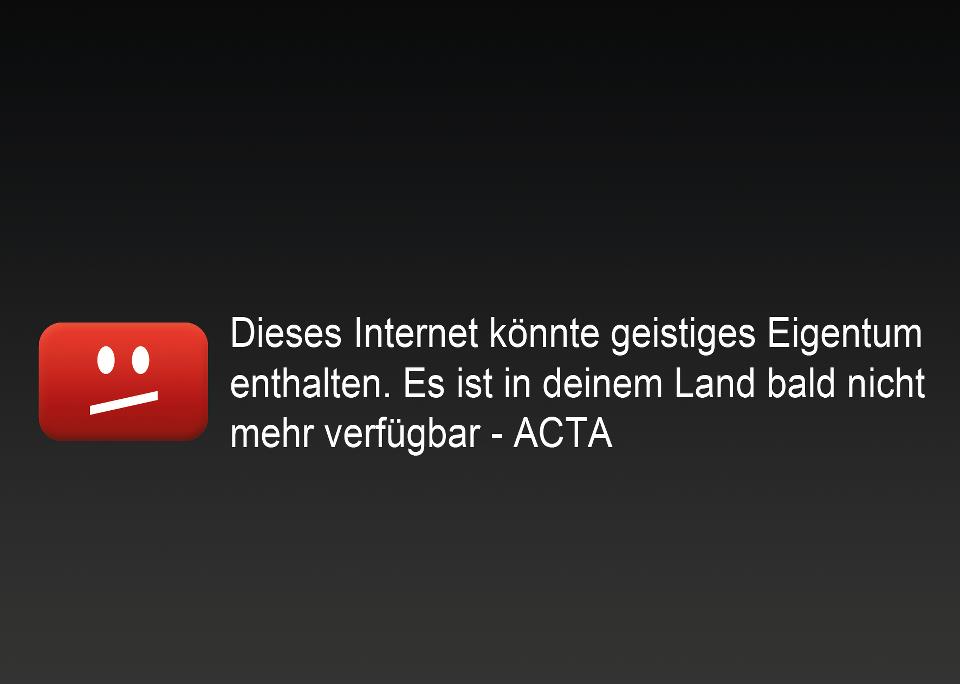 Dieses Internet könnte geistiges Eigentum
enthalten. Es ist in deinem Land bald nicht
mehr verfügbar - ACTA